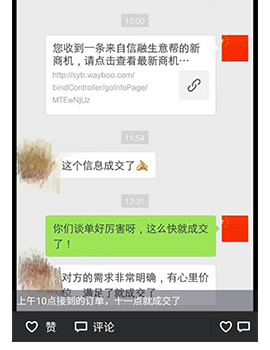 10:00
您收到一条来自信融生意帮的新
商机，请点击查看最新商机…
http://syb.wayboo.com/
bindController/goInfoPage/
MTEwNjUz
11:54
这个信息成交了
12:31
你们谈单好厉害呀，这么快就成交
了！
对方的需求非常明确，有心里价
位，满足了就成交了
上午10点接到的订单，十一点就成交了
赞
评论